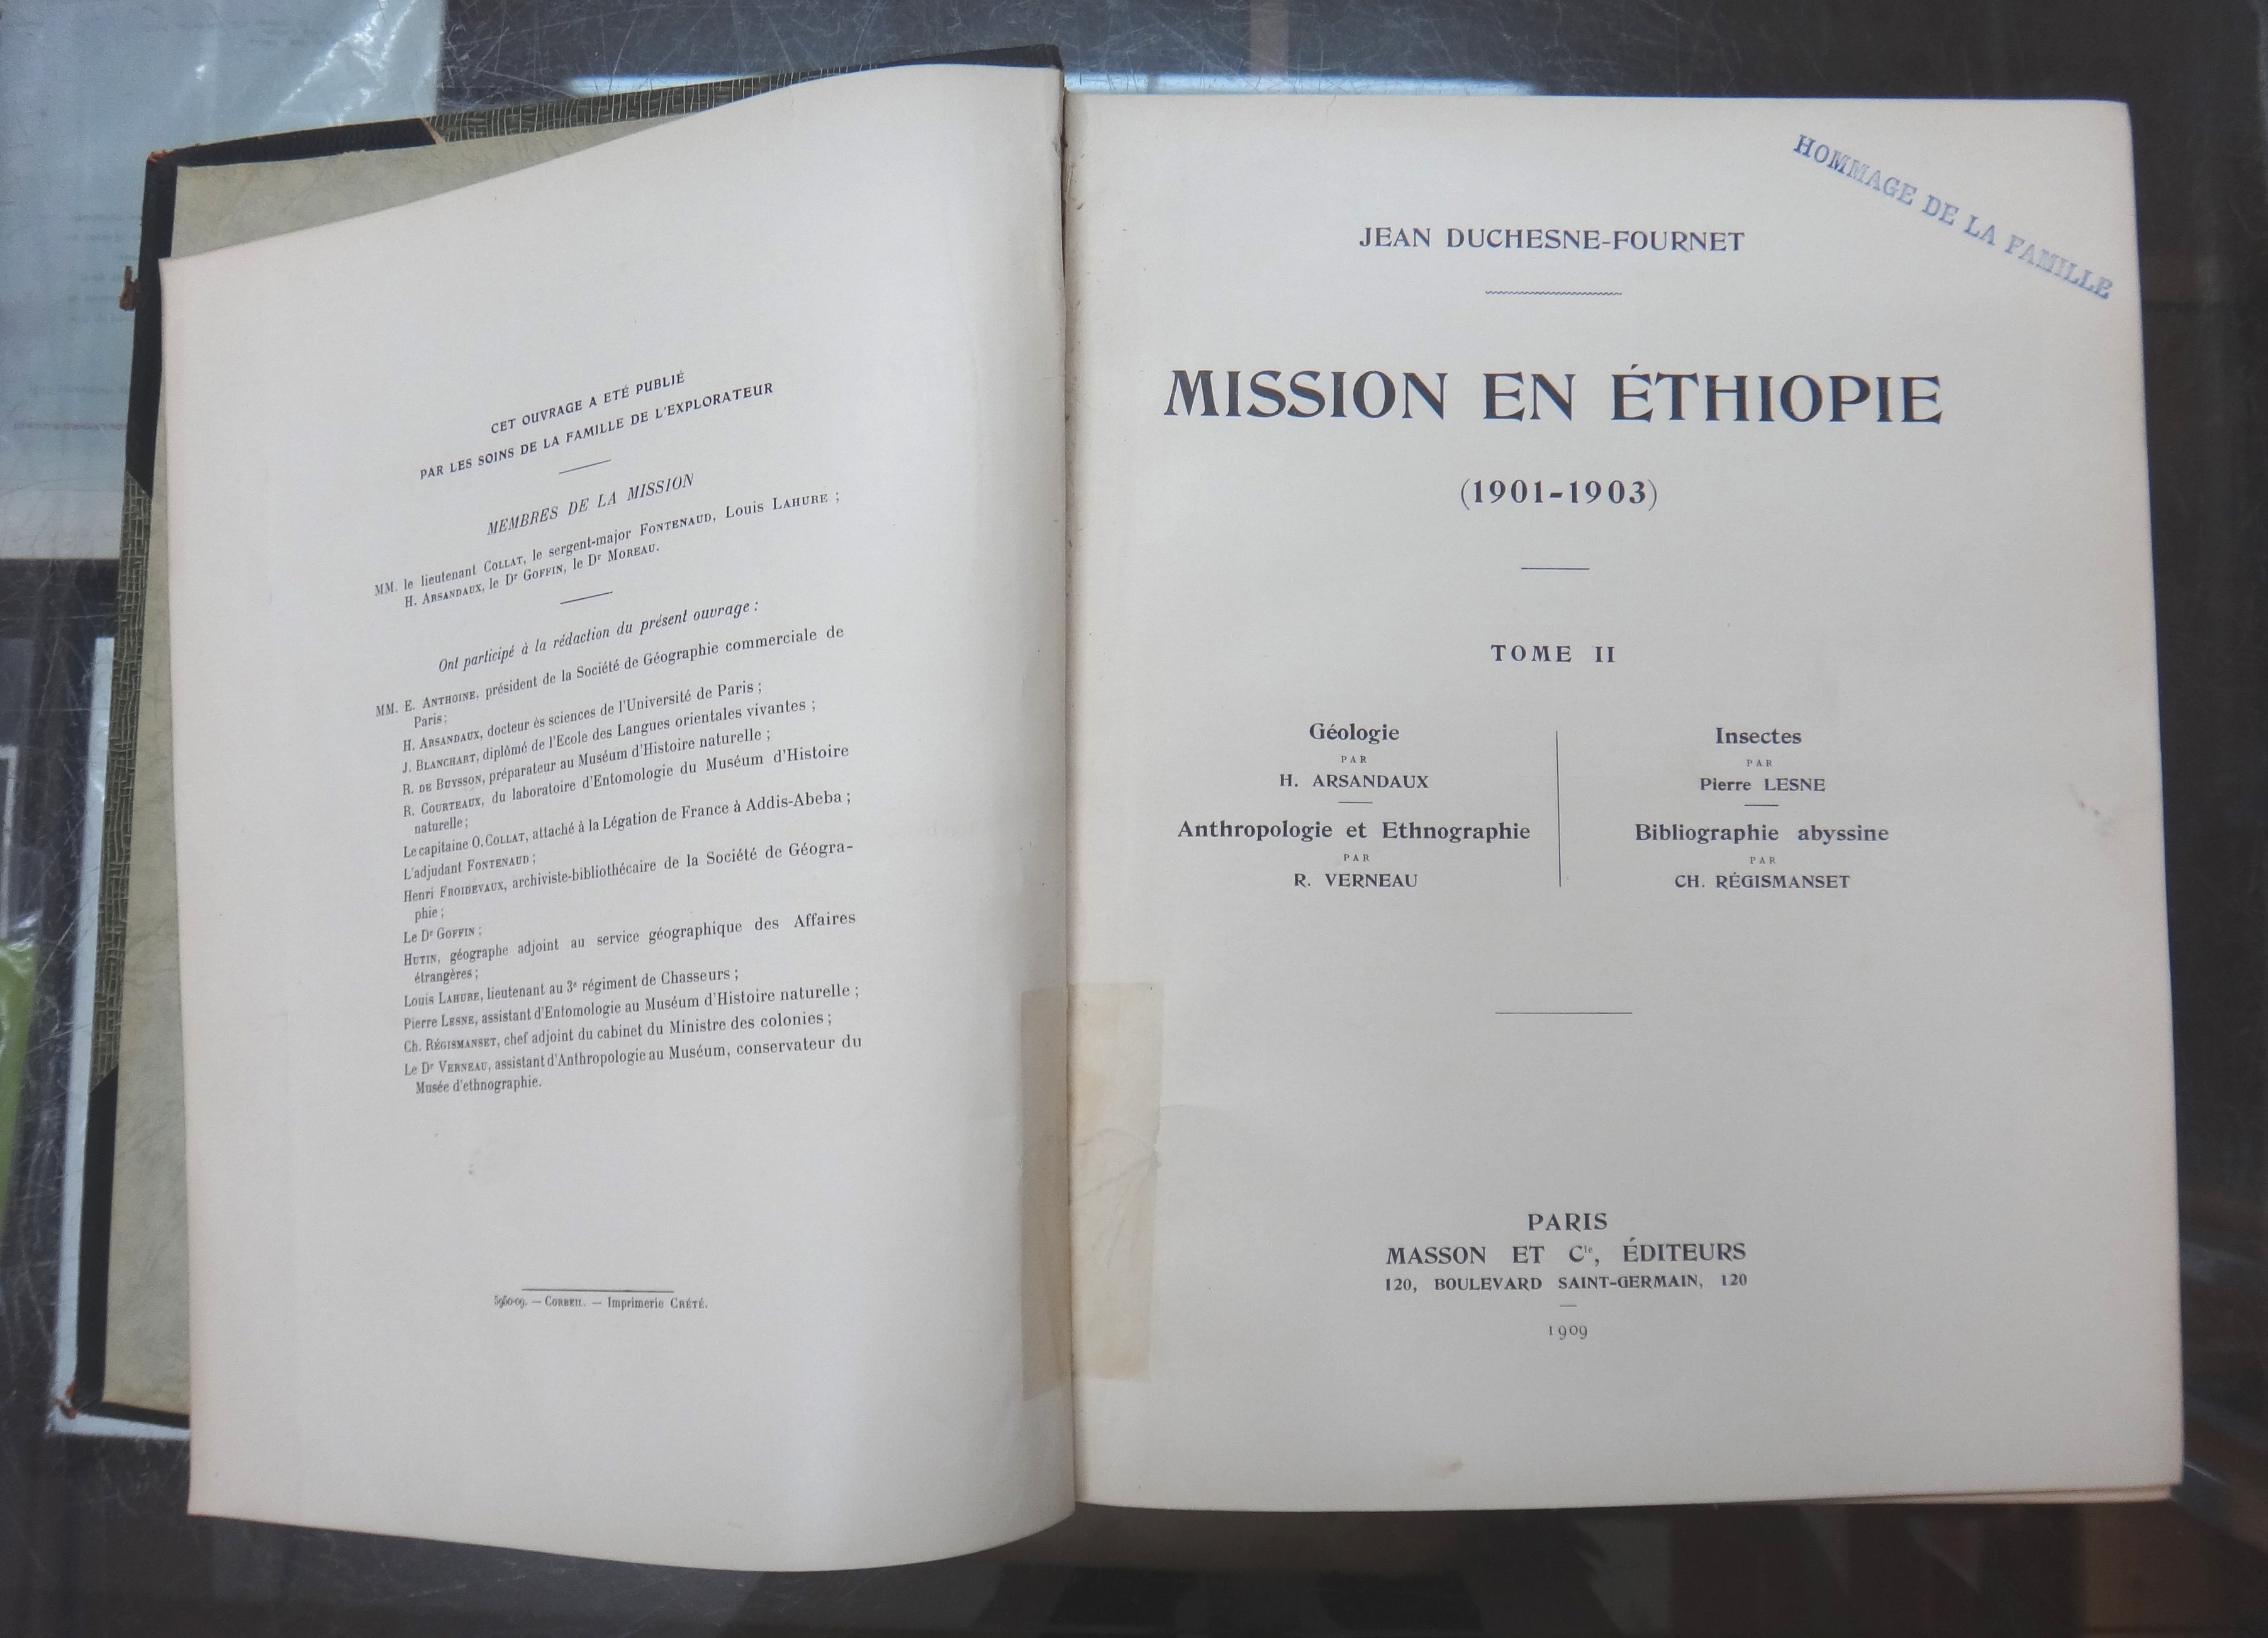 CET OUVRAGE A ETÉ PUBLIÉ
PAR LES SOINS DE LA FAMILLE DE L'EXPLORATEUR
MEMBRES DE LA MISSION
MM. le lieutenant COLLAT, le sergent-major FONTENAUD, Louis LAHURE ;
H. ARSANDAUX, le Dr GOFFIN, le Dr MOREAU.
Ont participé à la rédaction du présent ouvrage :
MM. E. ANTHOINE, président de la Société de Géographie commerciale de
Paris ;
H. ARSANDAUX, docteur ès sciences de l'Université de Paris ;
J. BLANCHART, diplômé de l'Ecole des Langues orientales vivantes ;
R. DE BUYSSON, préparateur au Muséum d'Histoire naturelle ;
R. COURTEAUX, du laboratoire d'Entomologie du Muséum d'Histoire
naturelle ;
Le capitaine O. COLLAT, attaché à la Légation de France à Addis-Abeba ;
L'adjudant FONTENAUD ;
Henri FROIDEVAUX, archiviste-bibliothécaire de la Société de Géogra-
phie ;
Le Dr GOFFIN ;
HUTIN, géographe adjoint au service géographique des Affaires
étrangères ;
Louis LAHURE, lieutenant au 3e régiment de Chasseurs ;
Pierre LESNE, assistant d'Entomologie au Muséum d'Histoire naturelle ;
Ch. RÉGISMANSET, chef adjoint du cabinet du Ministre des colonies ;
Le Dr VERNEAU, assistant d'Anthropologie au Muséum, conservateur du
Musée d'ethnographie.
5960-09. — CORBEIL. — Imprimerie CRÉTÉ.
HOMMAGE DE LA FAMILLE
JEAN DUCHESNE-FOURNET
MISSION EN ÉTHIOPIE
(1901-1903)
TOME II
Géologie
PAR
H. ARSANDAUX
Anthropologie et Ethnographie
PAR
R. VERNEAU
Insectes
PAR
Pierre LESNE
Bibliographie abyssine
PAR
CH. RÉGISMANSET
PARIS
MASSON ET Cie, ÉDITEURS
120, BOULEVARD SAINT-GERMAIN, 120
1909